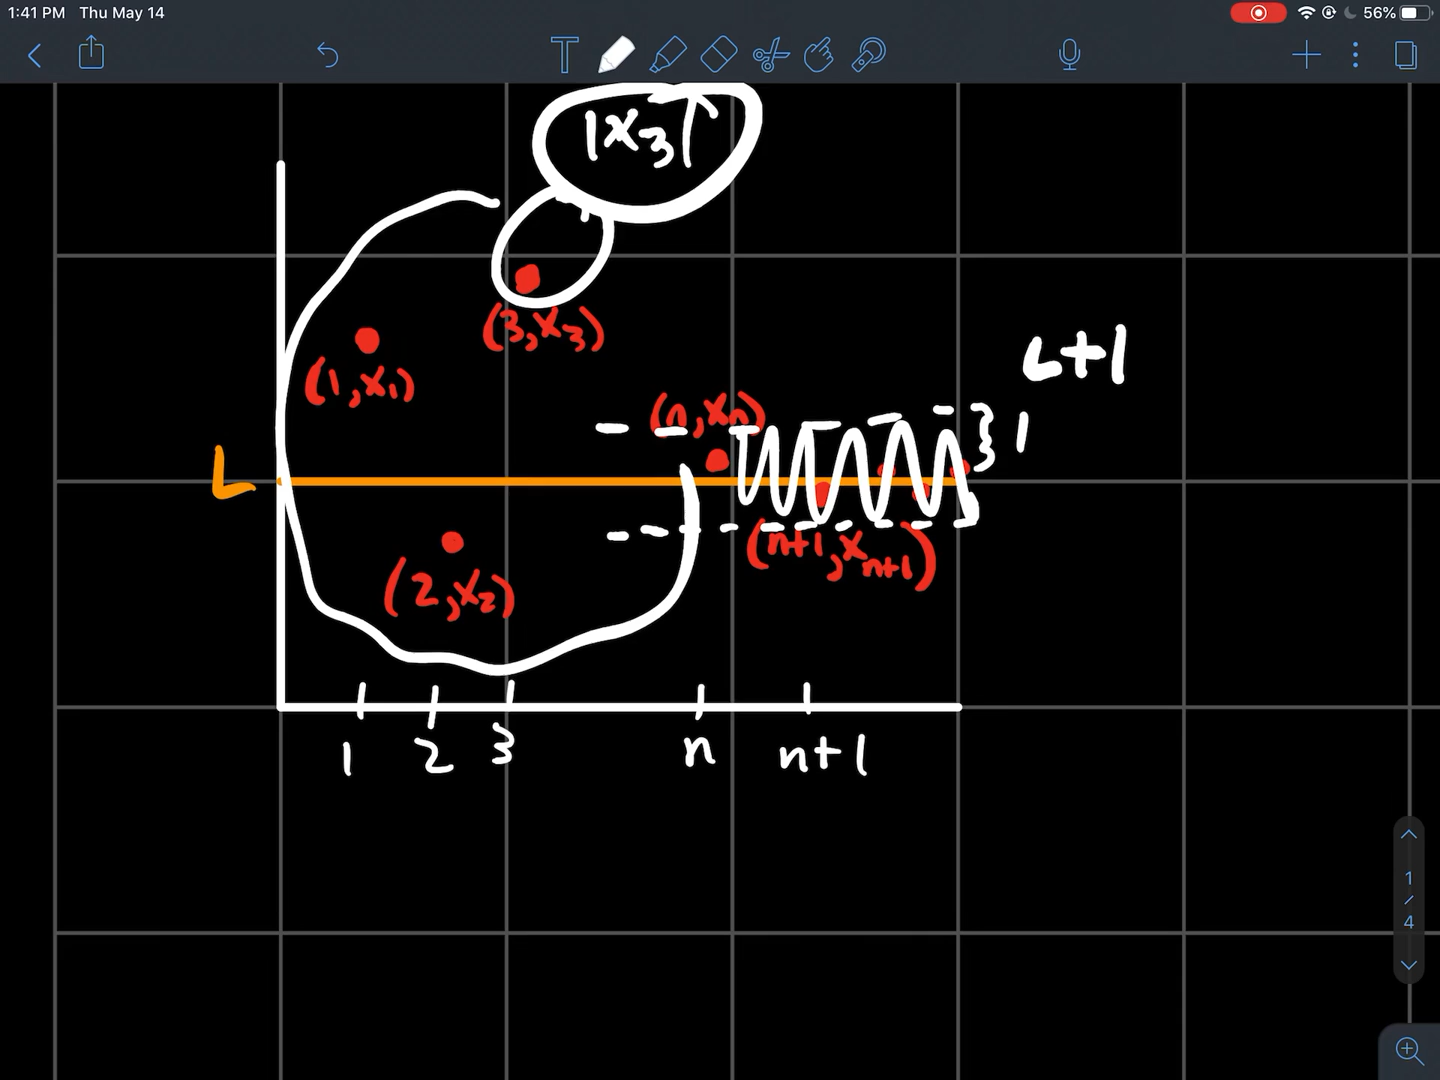 1:41 PM Thu May 14
56%
T
|x₃|
(3,x₃)
(1,x₁)
L+1
(n,xₙ)
} 1
L
(n+1,xₙ₊₁)
(2,x₂)
1 2 3 n n+1
1
/
4